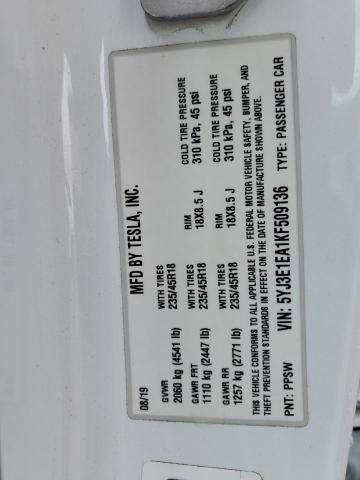 MFD BY TESLA, INC.
08/19
GVWR WITH TIRES RIM COLD TIRE PRESSURE
2060 kg (4541 lb) 235/45R18 18X8.5 J 310 kPa, 45 psi
GAWR FRT WITH TIRES RIM COLD TIRE PRESSURE
1110 kg (2447 lb) 235/45R18 18X8.5 J 310 kPa, 45 psi
GAWR RR WITH TIRES
1257 kg (2771 lb) 235/45R18
THIS VEHICLE CONFORMS TO ALL APPLICABLE U.S. FEDERAL MOTOR VEHICLE SAFETY, BUMPER, AND
THEFT PREVENTION STANDARDS IN EFFECT ON THE DATE OF MANUFACTURE SHOWN ABOVE.
PNT: PPSW VIN: 5YJ3E1EA1KF509136 TYPE: PASSENGER CAR